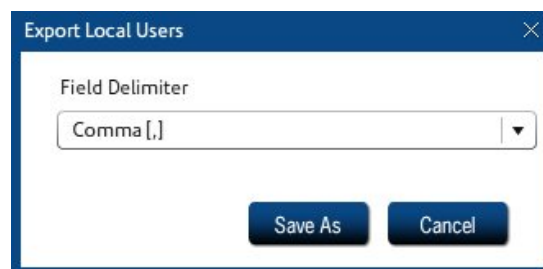 Export Local Users
Field Delimiter
Comma [,]
Save As
Cancel